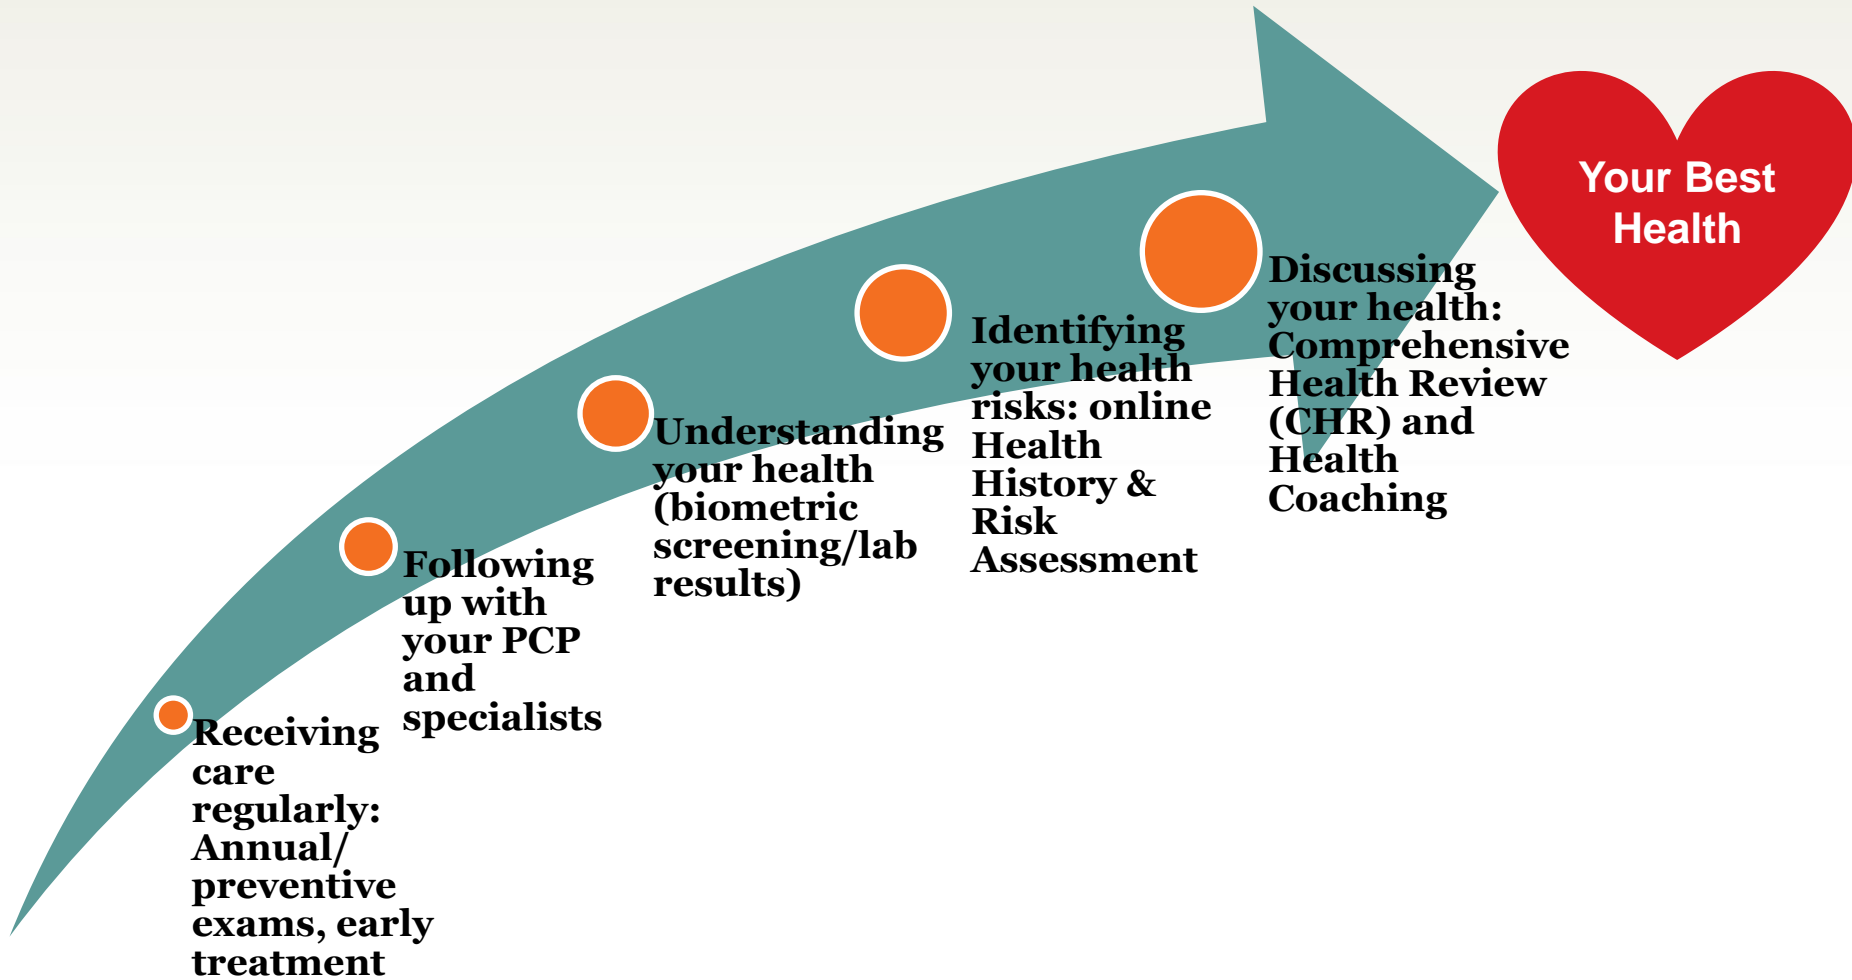 Your Best
Health
Discussing
your health:
Comprehensive
Health Review
(CHR) and
Health
Coaching
Identifying
your health
risks: online
Health
History &
Risk
Assessment
Understanding
your health
(biometric
screening/lab
results)
Following
up with
your PCP
and
specialists
Receiving
care
regularly:
Annual/
preventive
exams, early
treatment